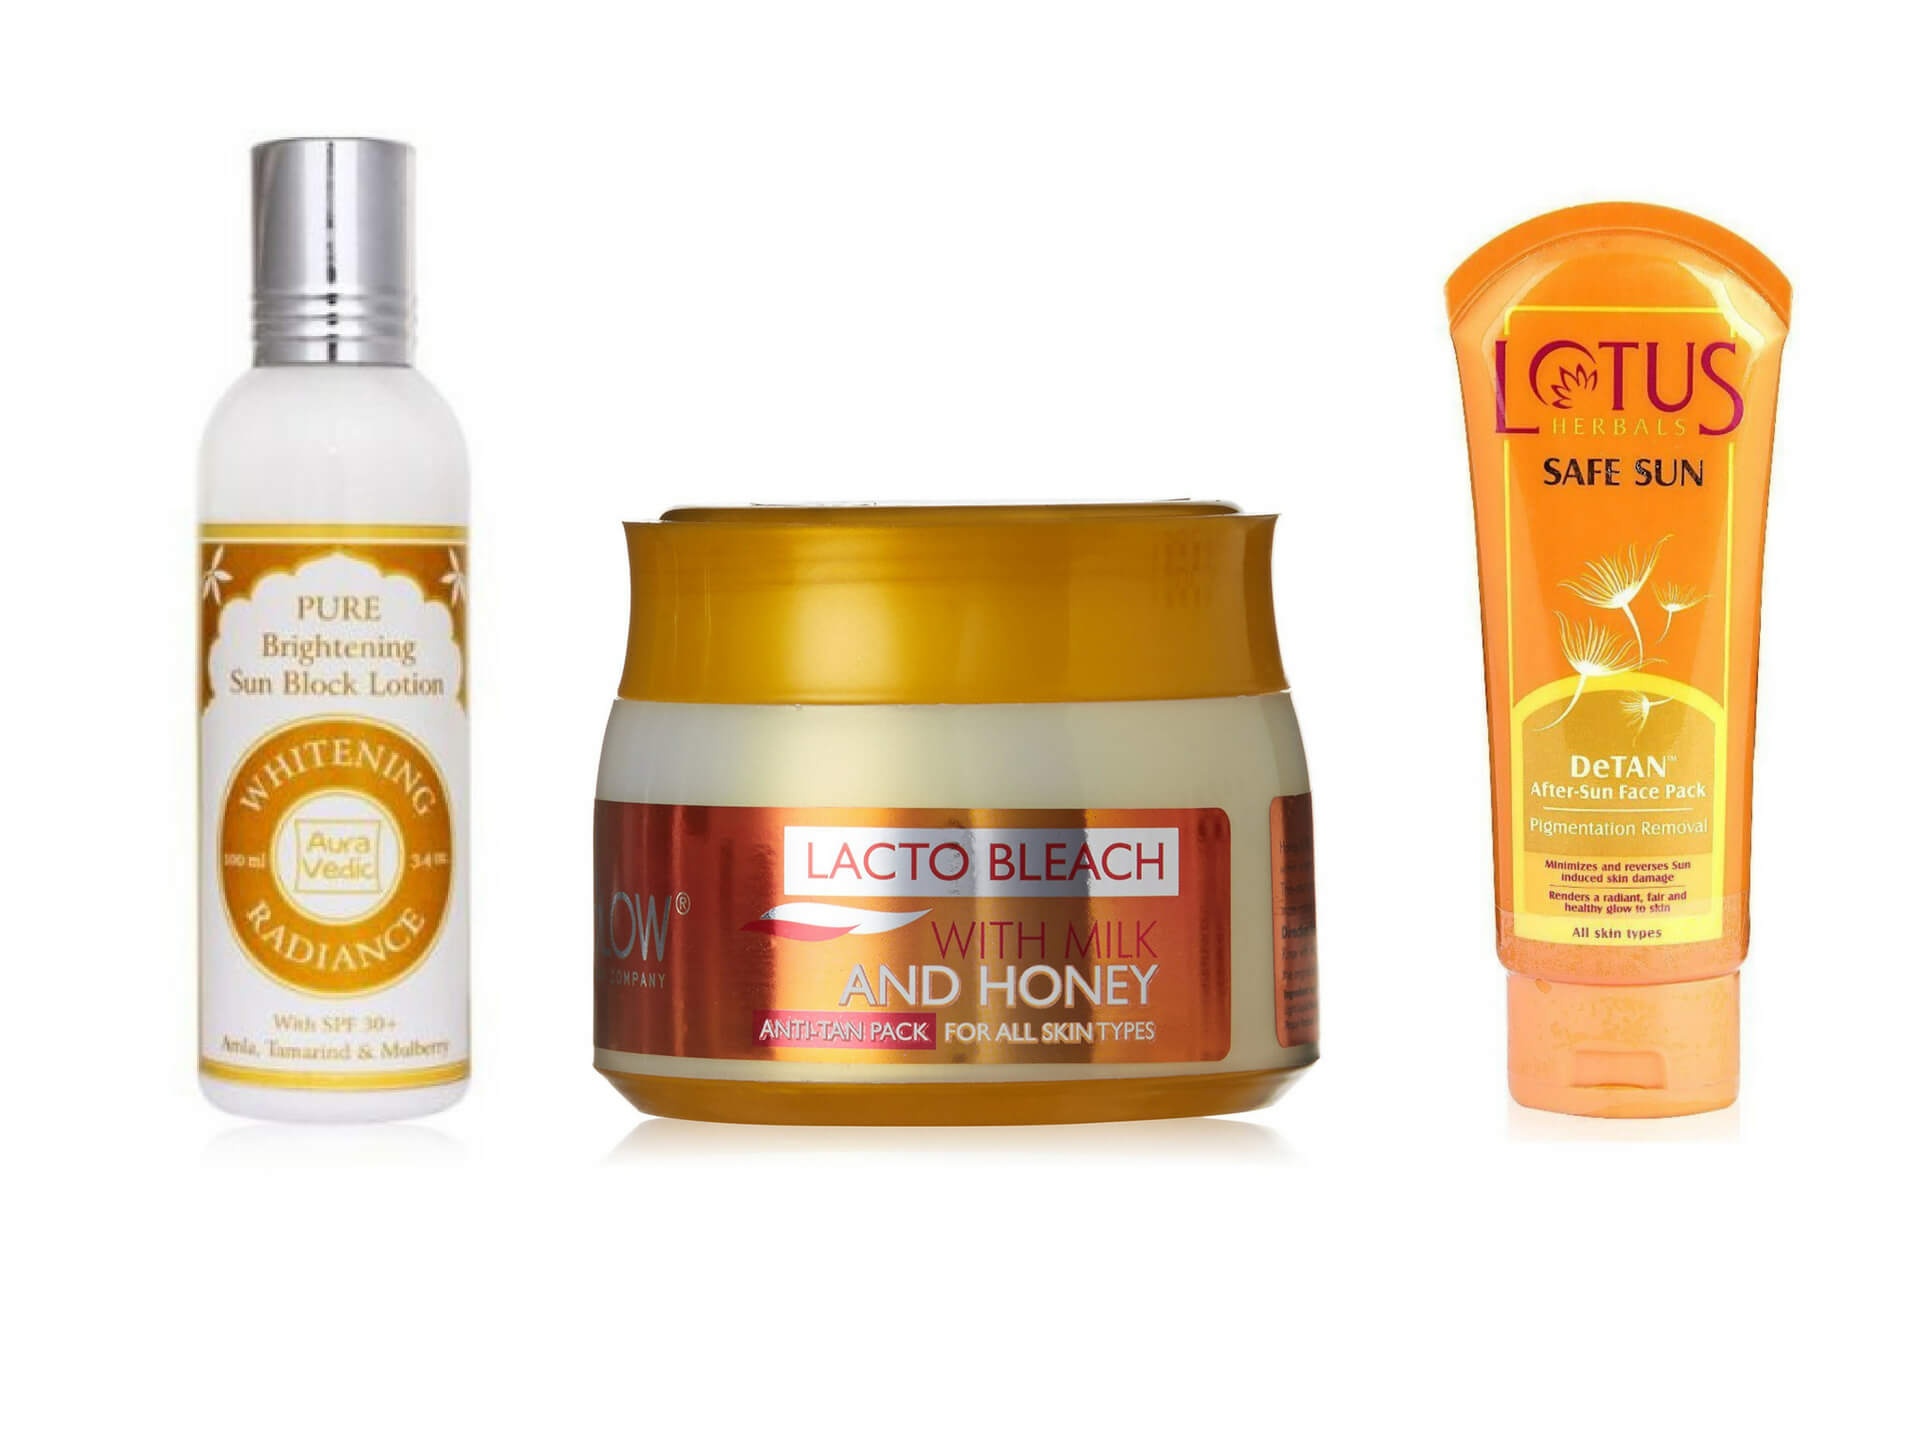 PURE
Brightening
Sun Block Lotion
WHITENING
100 ml
Aura
Vedic
3.4 oz.
RADIANCE
With SPF 30+
Amla, Tamarind & Mulberry
LACTO BLEACH
LOW®
COMPANY
WITH MILK
AND HONEY
ANTI-TAN PACK FOR ALL SKIN TYPES
LOTUS
HERBALS
SAFE SUN
DeTAN™
After-Sun Face Pack
Pigmentation Removal
Minimizes and reverses Sun
induced skin damage
Renders a radiant, fair and
healthy glow to skin
All skin types